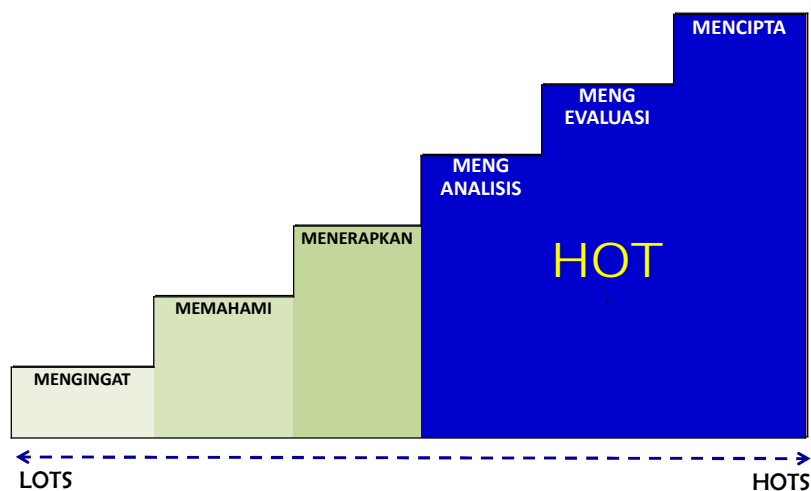 MENCIPTA
MENG
EVALUASI
MENG
ANALISIS
MENERAPKAN
HOT
MEMAHAMI
MENGINGAT
LOTS
HOTS